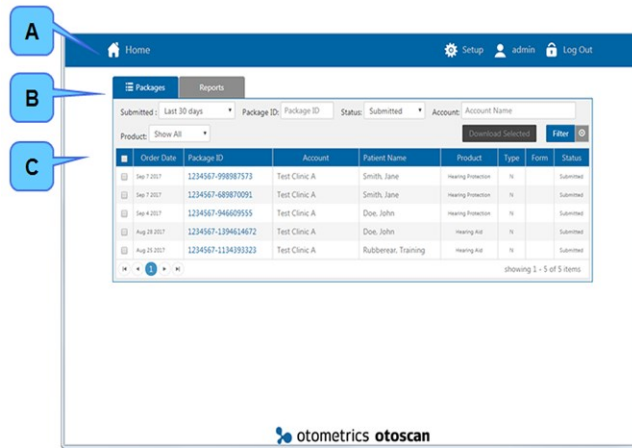 A
Home Setup admin Log Out
B
Packages Reports
Submitted : Last 30 days Package ID: Package ID Status: Submitted Account: Account Name
Product: Show All Download Selected Filter
C
Order Date Package ID Account Patient Name Product Type Form Status
Sep 7 2017 1234567-998987573 Test Clinic A Smith, Jane Hearing Protection N Submitted
Sep 7 2017 1234567-689870091 Test Clinic A Smith, Jane Hearing Protection N Submitted
Sep 4 2017 1234567-946609555 Test Clinic A Doe, John Hearing Protection N Submitted
Aug 29 2017 1234567-1394614672 Test Clinic A Doe, John Hearing Aid N Submitted
Aug 25 2017 1234567-1134393323 Test Clinic A Rubberear, Training Hearing Aid N Submitted
1 showing 1 - 5 of 5 items
otometrics otoscan